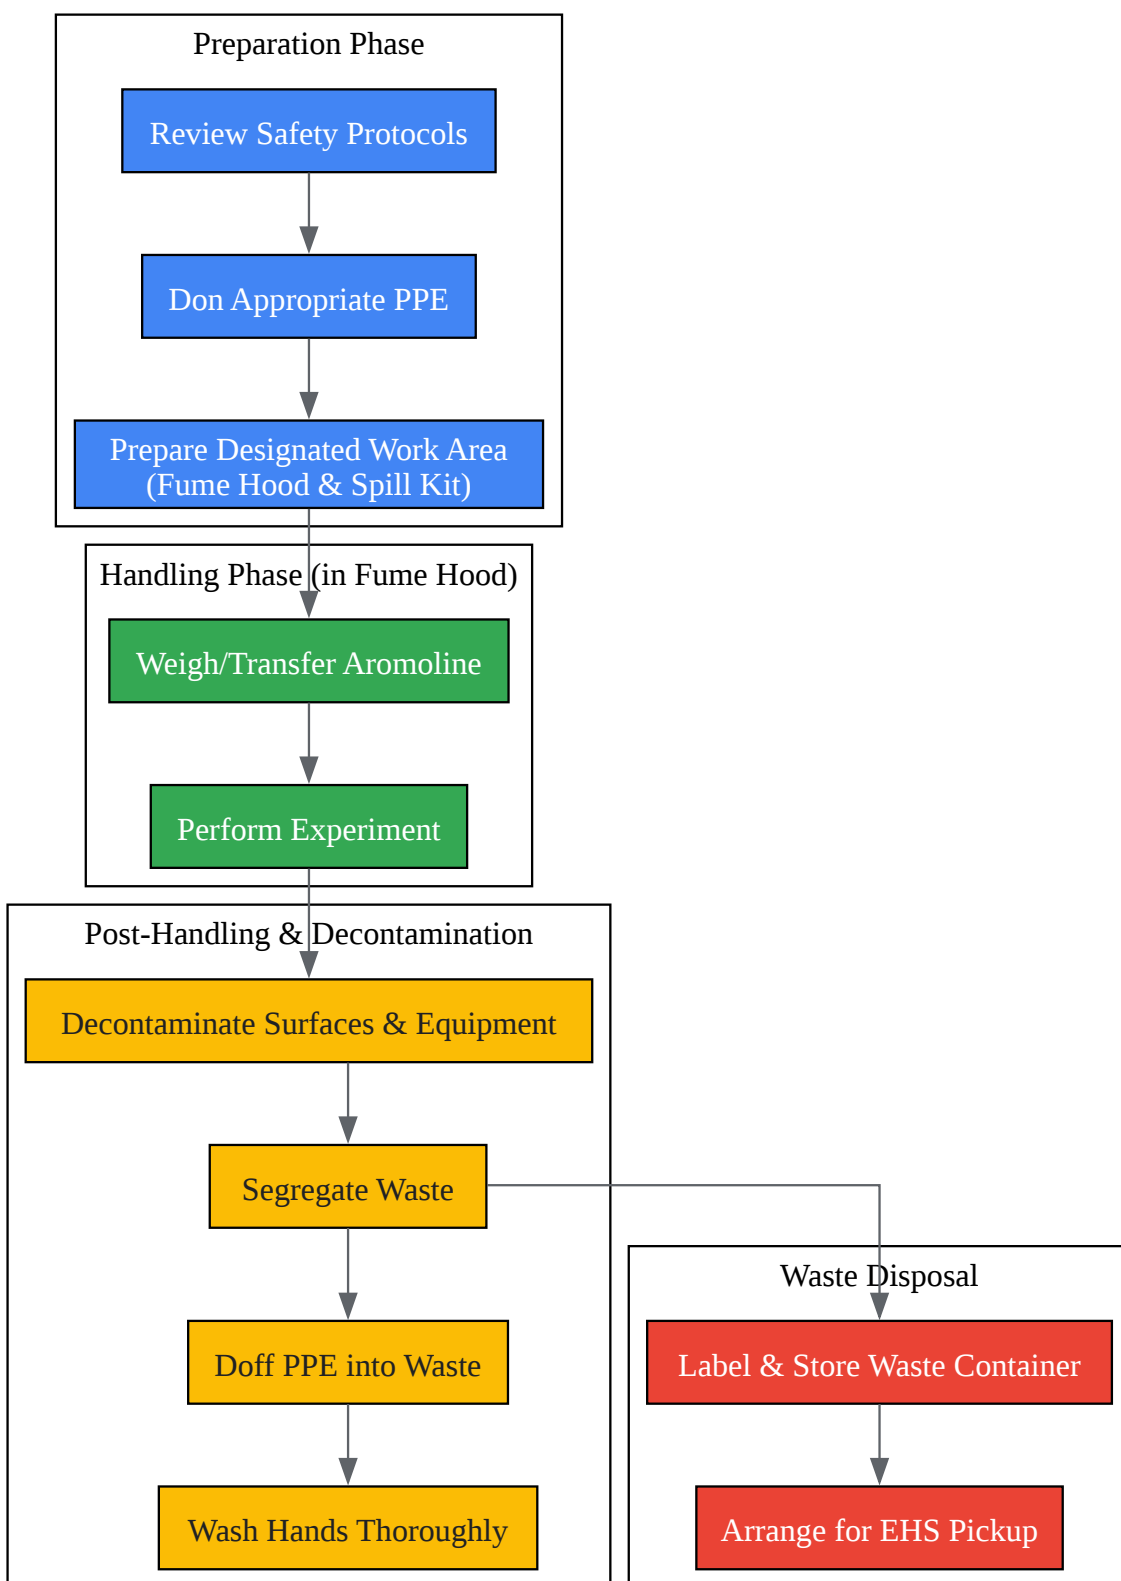 Preparation Phase
Review Safety Protocols
Don Appropriate PPE
Prepare Designated Work Area
(Fume Hood & Spill Kit)
Handling Phase (in Fume Hood)
Weigh/Transfer Aromoline
Perform Experiment
Post-Handling & Decontamination
Decontaminate Surfaces & Equipment
Segregate Waste
Doff PPE into Waste
Wash Hands Thoroughly
Waste Disposal
Label & Store Waste Container
Arrange for EHS Pickup